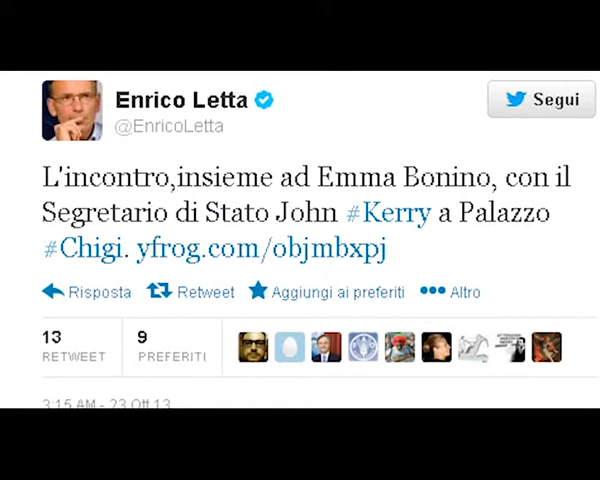 Enrico Letta
@EnricoLetta
Segui
L'incontro,insieme ad Emma Bonino, con il
Segretario di Stato John #Kerry a Palazzo
#Chigi. yfrog.com/objmbxpj
Risposta Retweet Aggiungi ai preferiti Altro
13 9
RETWEET PREFERITI
3:15 AM - 23 Ott 13